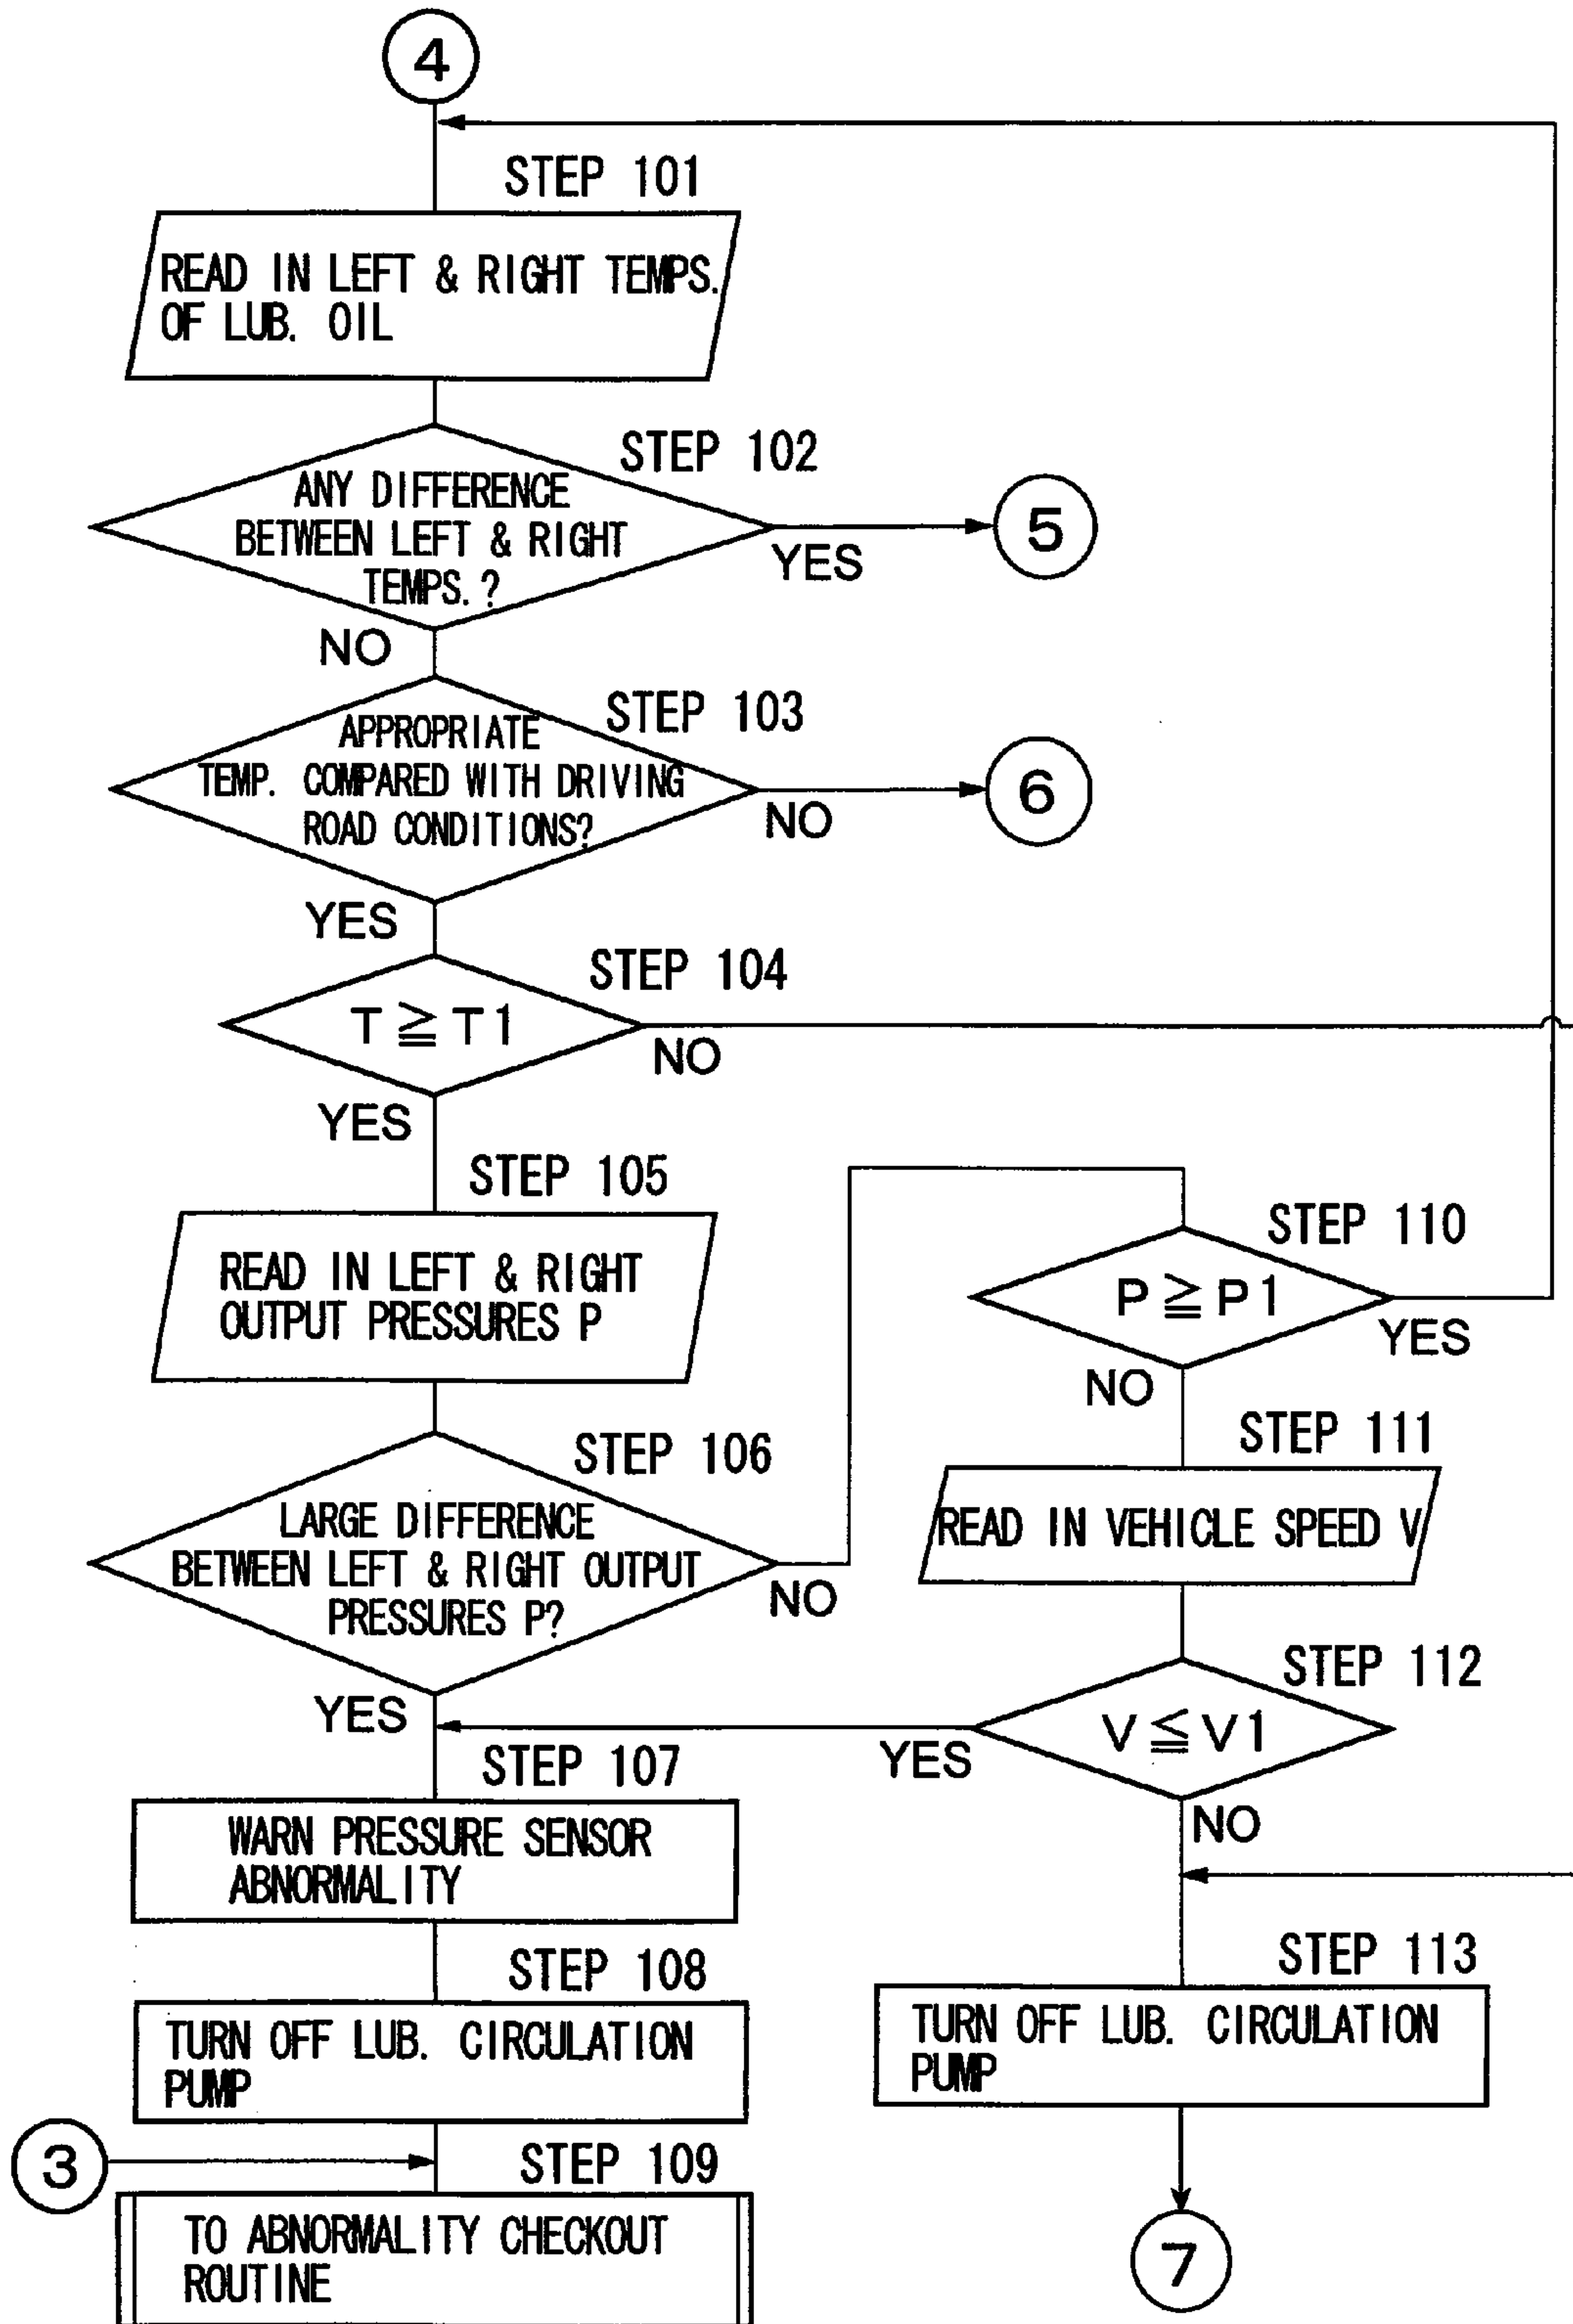 4
STEP 101
READ IN LEFT & RIGHT TEMPS.
OF LUB. OIL
STEP 102
ANY DIFFERENCE
BETWEEN LEFT & RIGHT
TEMPS.?
YES
5
NO
STEP 103
APPROPRIATE
TEMP. COMPARED WITH DRIVING
ROAD CONDITIONS?
NO
6
YES
STEP 104
T ≧ T1
NO
YES
STEP 105
READ IN LEFT & RIGHT
OUTPUT PRESSURES P
STEP 106
LARGE DIFFERENCE
BETWEEN LEFT & RIGHT OUTPUT
PRESSURES P?
NO
YES
STEP 110
P ≧ P1
YES
NO
STEP 111
READ IN VEHICLE SPEED V
STEP 112
V ≦ V1
YES
NO
STEP 107
WARN PRESSURE SENSOR
ABNORMALITY
STEP 108
TURN OFF LUB. CIRCULATION
PUMP
STEP 113
TURN OFF LUB. CIRCULATION
PUMP
3
STEP 109
TO ABNORMALITY CHECKOUT
ROUTINE
7